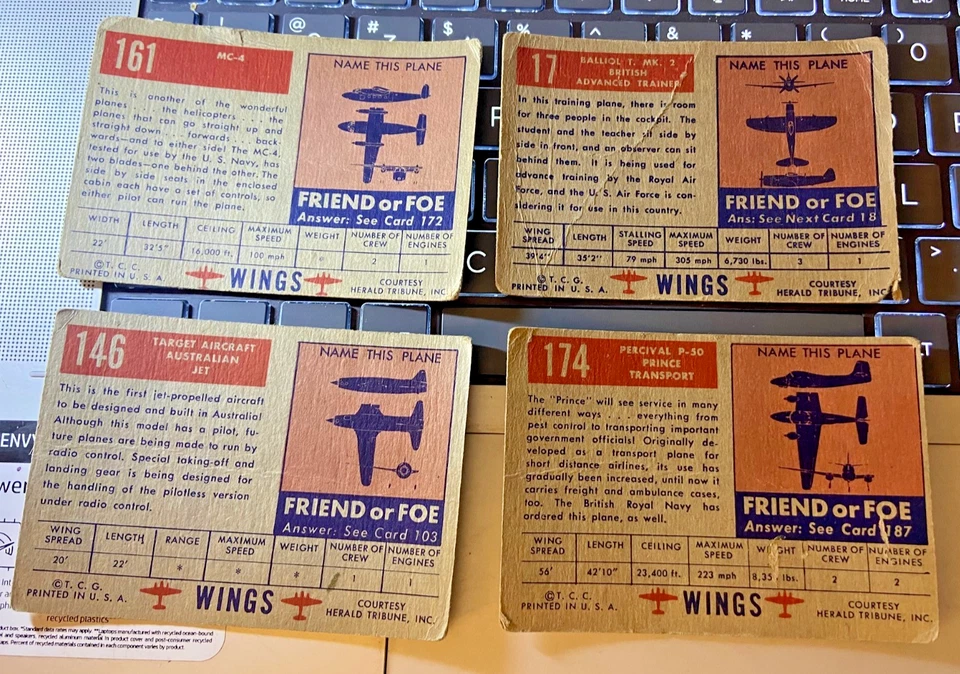 161
MC-4
This is another of the wonderful
planes . . . the helicopters . . . the
planes that can go straight up and
straight down . . . forwards . . . back-
wards—and to either side! The MC-4,
tested for use by the U. S. Navy, has
two blades—one behind the other. The
side by side seats in the enclosed
cabin each have a set of controls, so
either pilot can run the plane.
NAME THIS PLANE
FRIEND or FOE
Answer: See Card 172
WIDTH LENGTH CEILING MAXIMUM SPEED WEIGHT NUMBER OF CREW NUMBER OF ENGINES
22' 32'5" 16,000 ft. 100 mph * 2 1
© T. C. C.
PRINTED IN U. S. A.
WINGS
COURTESY
HERALD TRIBUNE, INC
17
BALLIOL T. MK. 2
BRITISH
ADVANCED TRAINER
In this training plane, there is room
for three people in the cockpit. The
student and the teacher sit side by
side in front, and an observer can sit
behind them. It is being used for
advance training by the Royal Air
Force, and the U. S. Air Force is con-
sidering it for use in this country.
NAME THIS PLANE
FRIEND or FOE
Ans: See Next Card 18
WING SPREAD LENGTH STALLING SPEED MAXIMUM SPEED WEIGHT NUMBER OF CREW NUMBER OF ENGINES
39'4" 35'2" 79 mph 305 mph 6,730 lbs. 3 1
© T. C. G.
PRINTED IN U. S. A.
WINGS
COURTESY
HERALD TRIBUNE, INC.
146
TARGET AIRCRAFT
AUSTRALIAN
JET
This is the first jet-propelled aircraft
to be designed and built in Australia!
Although this model has a pilot, fu-
ture planes are being made to run by
radio control. Special taking-off and
landing gear is being designed for
the handling of the pilotless version
under radio control.
NAME THIS PLANE
FRIEND or FOE
Answer: See Card 103
WING SPREAD LENGTH RANGE MAXIMUM SPEED WEIGHT NUMBER OF CREW NUMBER OF ENGINES
20' 22' * * * 1 1
© T. C. G.
PRINTED IN U. S. A.
WINGS
COURTESY
HERALD TRIBUNE, INC.
174
PERCIVAL P-50
PRINCE
TRANSPORT
The "Prince" will see service in many
different ways . . . everything from
pest control to transporting important
government officials! Originally de-
veloped as a transport plane for
short distance airlines, its use has
gradually been increased, until now it
carries freight and ambulance cases,
too. The British Royal Navy has
ordered this plane, as well.
NAME THIS PLANE
FRIEND or FOE
Answer: See Card 187
WING SPREAD LENGTH CEILING MAXIMUM SPEED WEIGHT NUMBER OF CREW NUMBER OF ENGINES
56' 42'10" 23,400 ft. 223 mph lbs. 2 2
© T. C. C.
PRINTED IN U. S. A.
WINGS
COURTESY
HERALD TRIBUNE, INC.
ENVY
recycled plastics